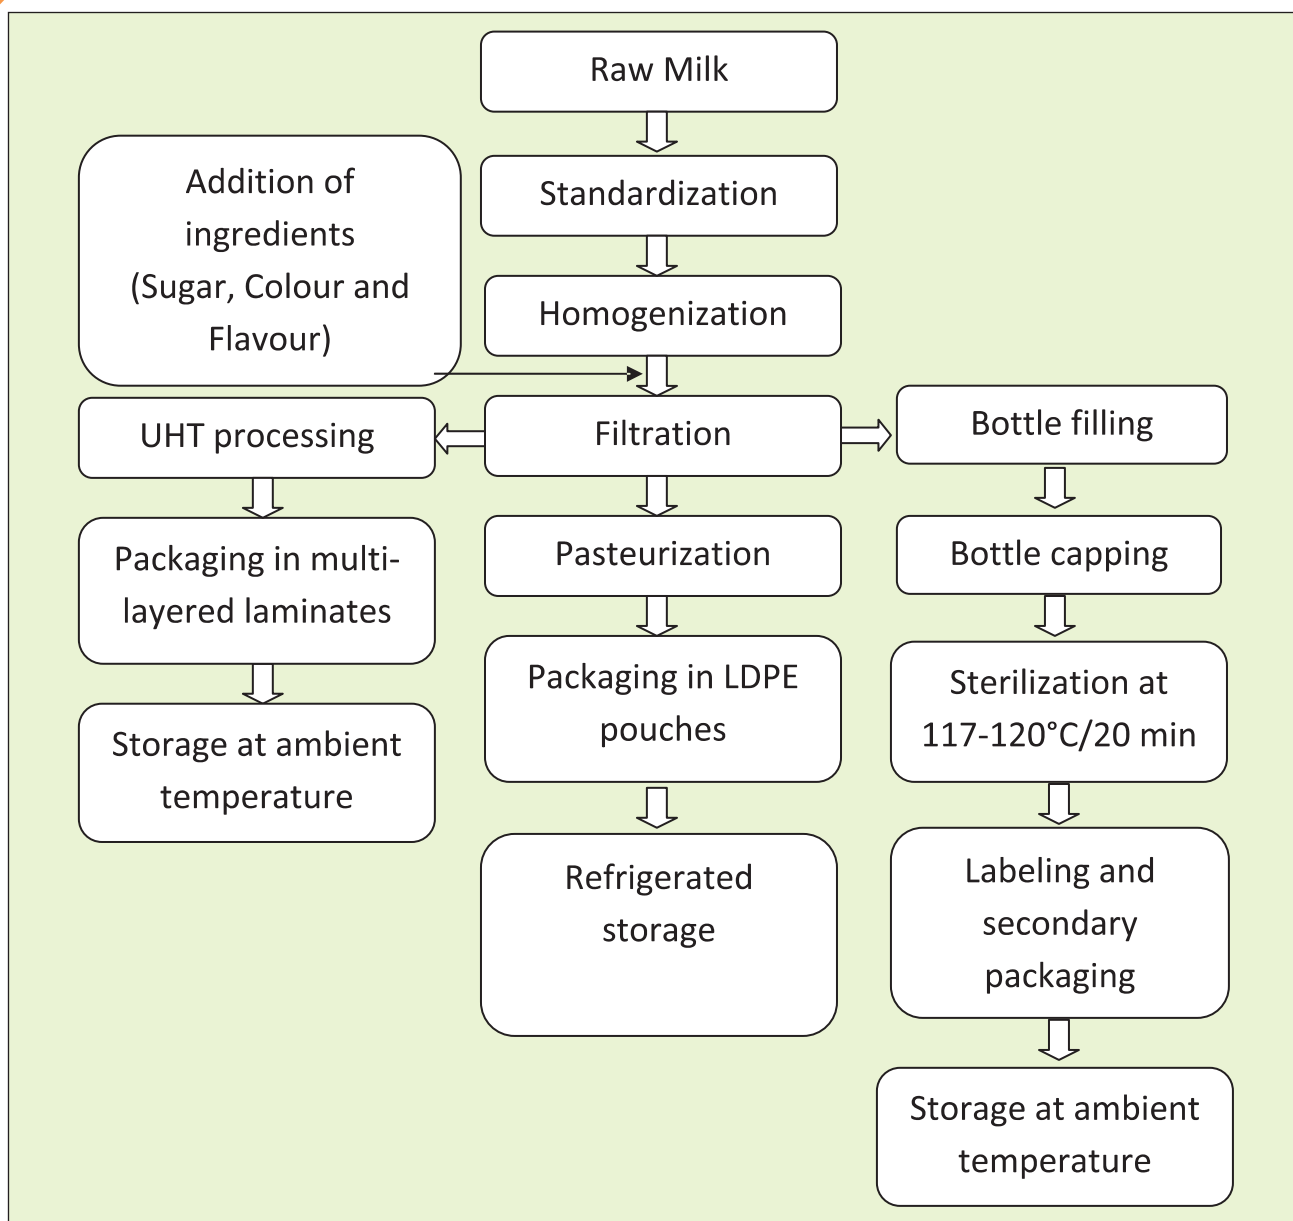 Raw Milk
Standardization
Homogenization
Addition of
ingredients
(Sugar, Colour and
Flavour)
Filtration
UHT processing
Packaging in multi-
layered laminates
Storage at ambient
temperature
Pasteurization
Packaging in LDPE
pouches
Refrigerated
storage
Bottle filling
Bottle capping
Sterilization at
117-120°C/20 min
Labeling and
secondary
packaging
Storage at ambient
temperature